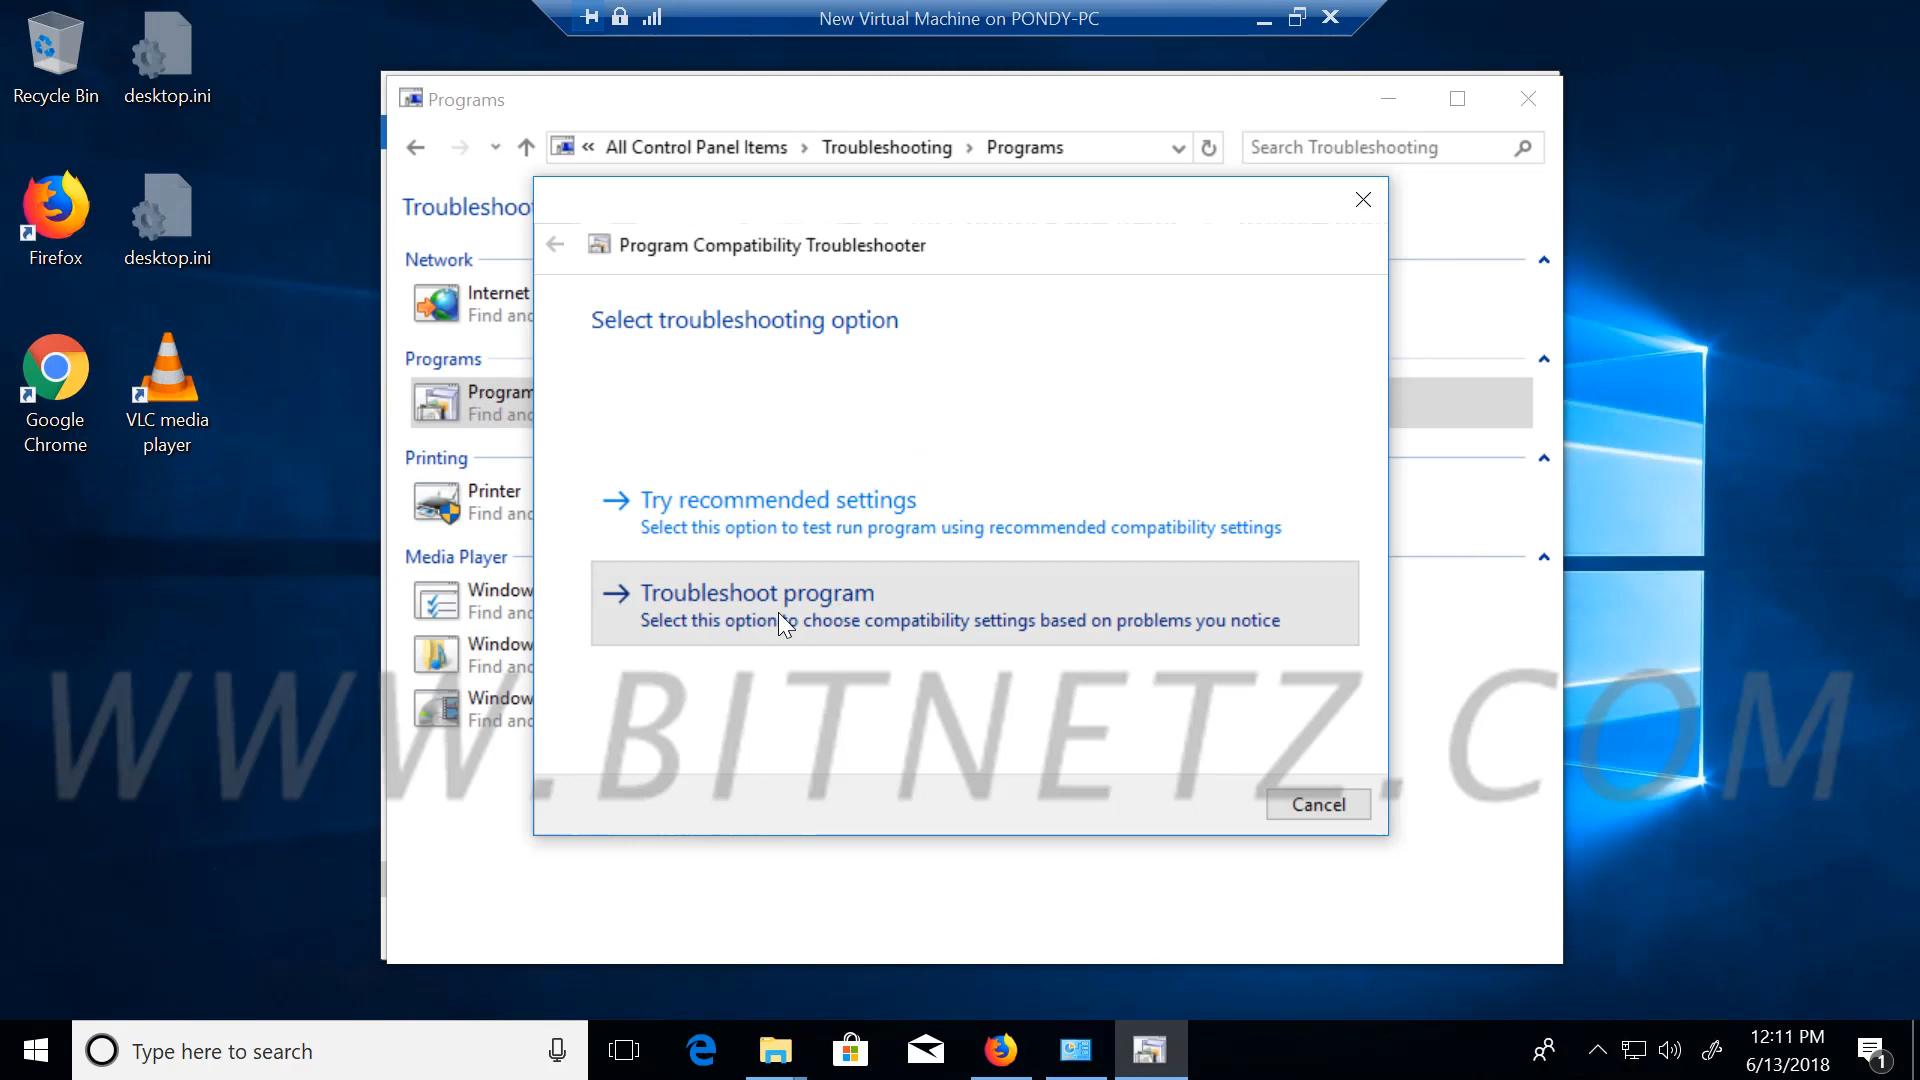 New Virtual Machine on PONDY-PC
Recycle Bin
desktop.ini
Firefox
desktop.ini
Google
Chrome
VLC media
player
Programs
« All Control Panel Items > Troubleshooting > Programs
Search Troubleshooting
Troubleshoo
Network
Internet
Find and
Programs
Program
Find and
Printing
Printer
Find and
Media Player
Window
Find and
Window
Find and
Window
Find and
Program Compatibility Troubleshooter
Select troubleshooting option
Try recommended settings
Select this option to test run program using recommended compatibility settings
Troubleshoot program
Select this option to choose compatibility settings based on problems you notice
Cancel
WWW.BITNETZ.COM
Type here to search
12:11 PM
6/13/2018
1